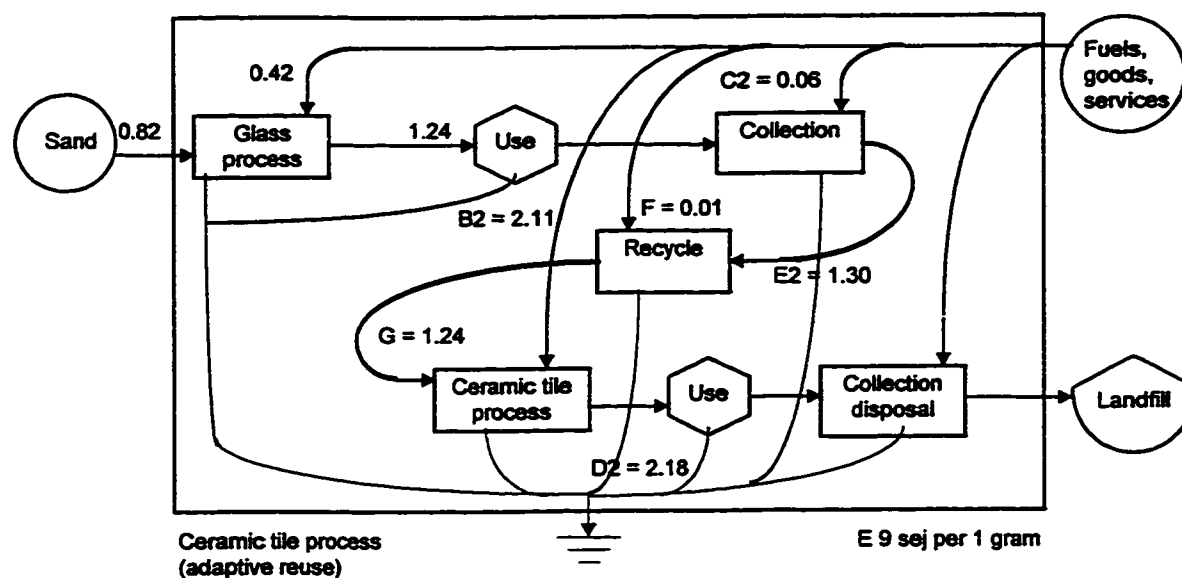 Fuels,
goods,
services
0.42
C2 = 0.06
Sand
0.82
Glass
process
1.24
Use
Collection
B2 = 2.11
F = 0.01
Recycle
E2 = 1.30
G = 1.24
Ceramic tile
process
Use
Collection
disposal
Landfill
D2 = 2.18
Ceramic tile process
(adaptive reuse)
E 9 sej per 1 gram